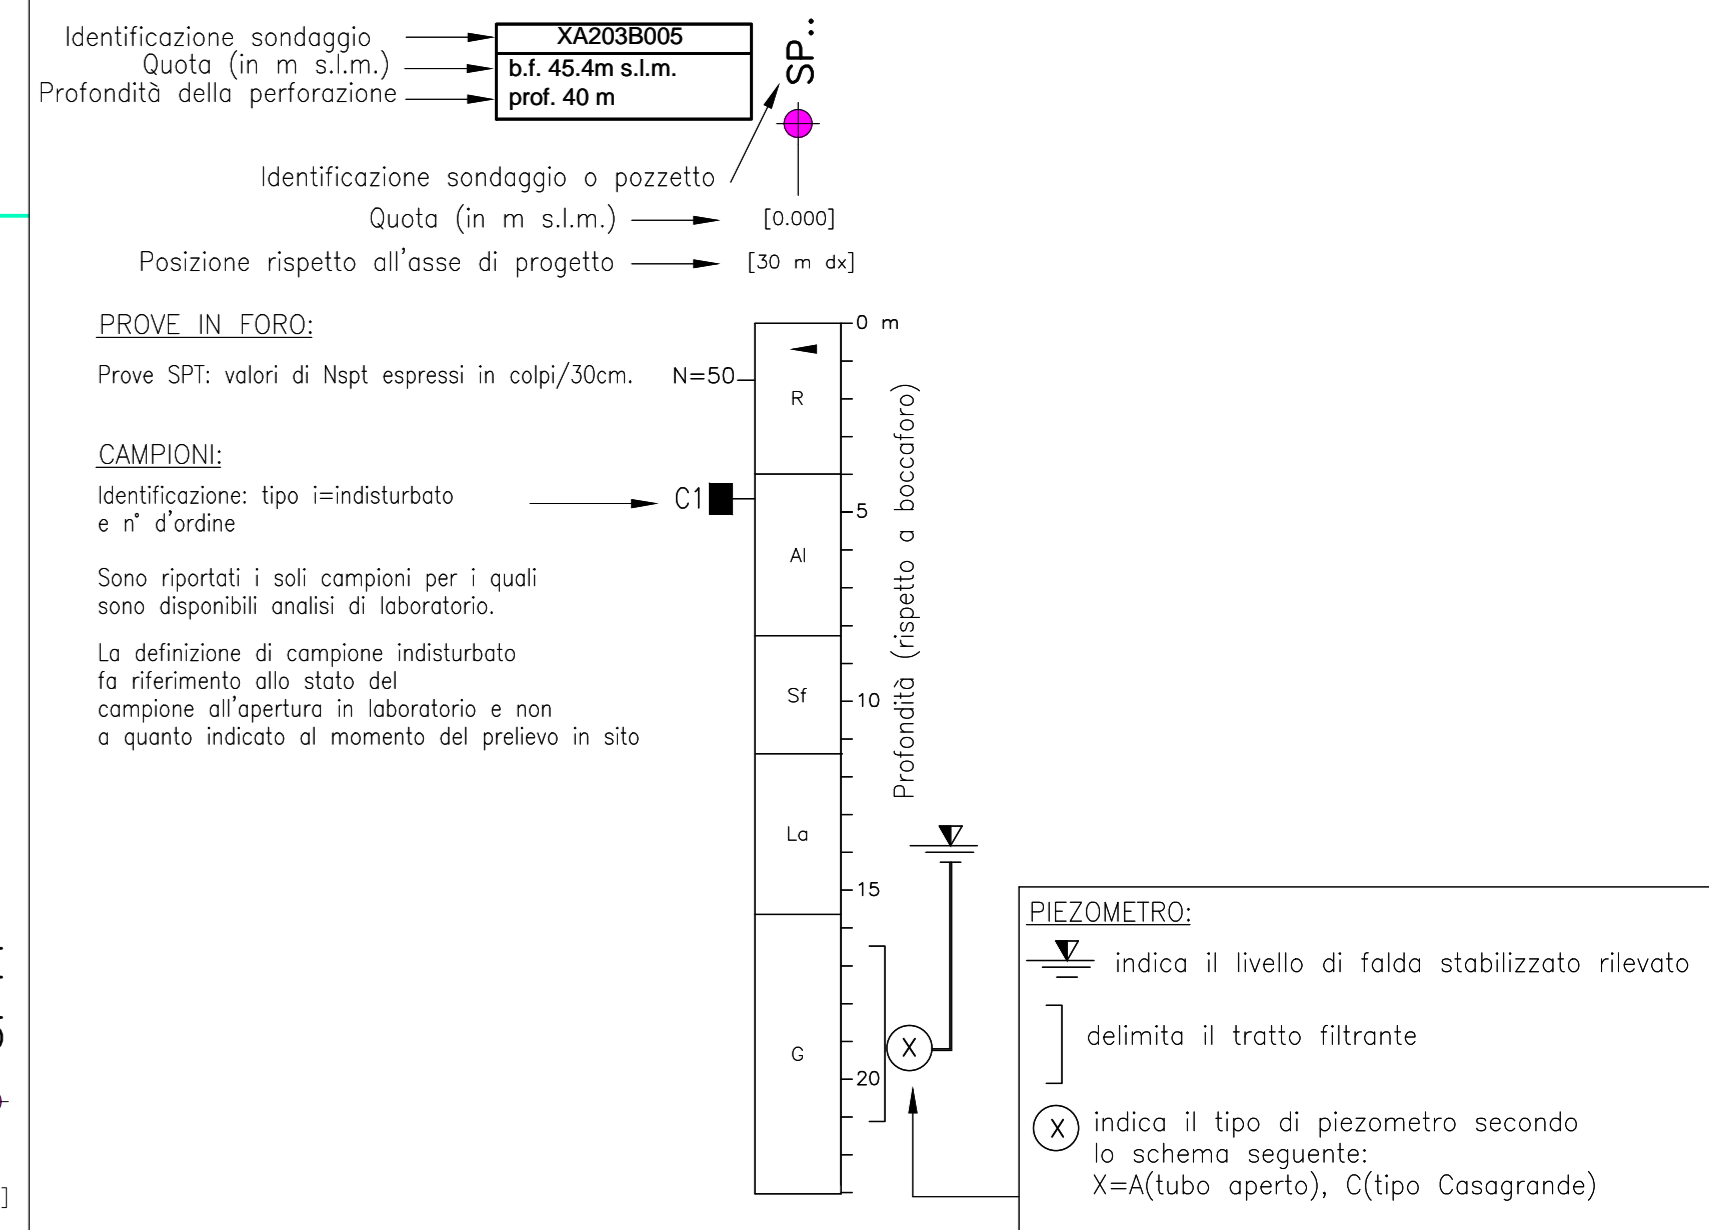 Identificazione sondaggio
XA203B005
Quota (in m s.l.m.)
b.f. 45.4m s.l.m.
Profondità della perforazione
prof. 40 m
SP..
Identificazione sondaggio o pozzetto
Quota (in m s.l.m.)
[0.000]
Posizione rispetto all'asse di progetto
[30 m dx]
PROVE IN FORO:
Prove SPT: valori di Nspt espressi in colpi/30cm.
N=50
CAMPIONI:
Identificazione: tipo i=indisturbato
e n° d'ordine
C1
Sono riportati i soli campioni per i quali
sono disponibili analisi di laboratorio.
La definizione di campione indisturbato
fa riferimento allo stato del
campione all'apertura in laboratorio e non
a quanto indicato al momento del prelievo in sito
R
Al
Sf
La
G
0 m
5
10
15
20
Profondità (rispetto a boccaforo)
X
PIEZOMETRO:
indica il livello di falda stabilizzato rilevato
delimita il tratto filtrante
X
indica il tipo di piezometro secondo
lo schema seguente:
X=A(tubo aperto), C(tipo Casagrande)
]